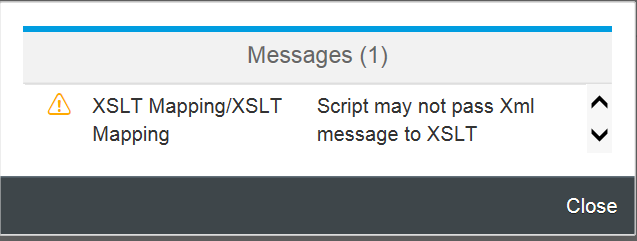 Messages (1)
XSLT Mapping/XSLT Script may not pass Xml
Mapping message to XSLT
Close